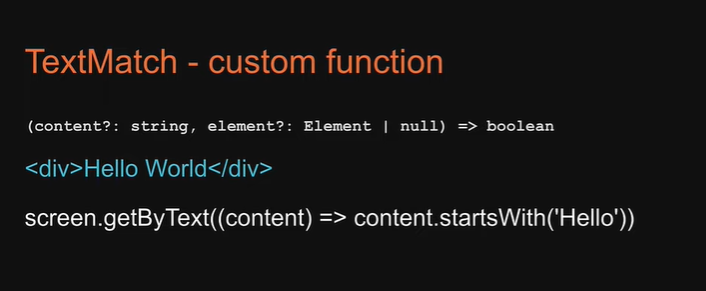 TextMatch - custom function
(content?: string, element?: Element | null) => boolean
<div>Hello World</div>
screen.getByText((content) => content.startsWith('Hello'))